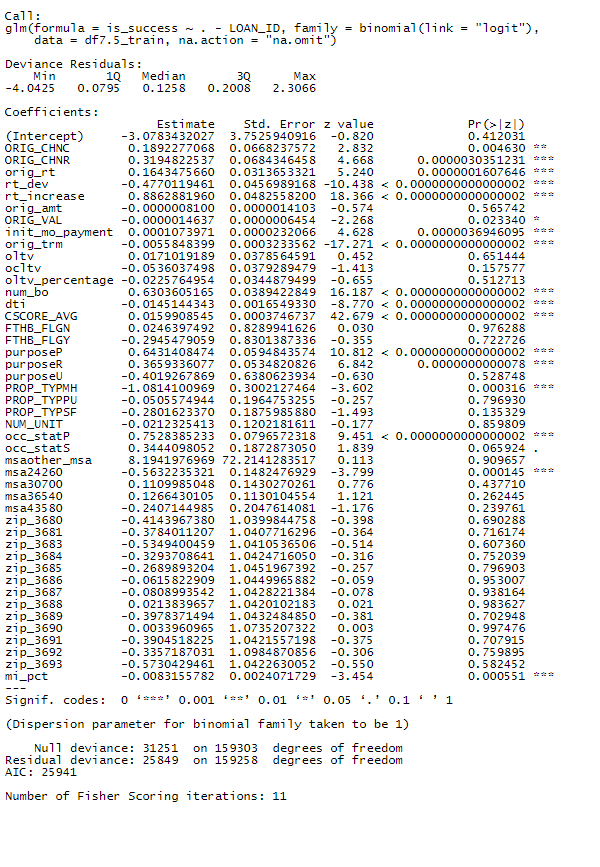 Call:
glm(formula = is_success ~ . - LOAN_ID, family = binomial(link = "logit"),
    data = df7.5_train, na.action = "na.omit")
Deviance Residuals:
Min 1Q Median 3Q Max
-4.0425 0.0795 0.1258 0.2008 2.3066
Coefficients:
Estimate Std. Error z value Pr(>|z|)
(Intercept) -3.0783432027 3.7525940916 -0.820 0.412031
ORIG_CHNC 0.1892277068 0.0668237572 2.832 0.004630 **
ORIG_CHNR 0.3194822537 0.0684346458 4.668 0.0000030351231 ***
orig_rt 0.1643475660 0.0313653321 5.240 0.0000001607646 ***
rt_dev -0.4770119461 0.0456989168 -10.438 < 0.0000000000000002 ***
rt_increase 0.8862881960 0.0482558200 18.366 < 0.0000000000000002 ***
orig_amt -0.0000008100 0.0000014103 -0.574 0.565742
ORIG_VAL -0.0000014637 0.0000006454 -2.268 0.023340 *
init_mo_payment 0.0001073971 0.0000232066 4.628 0.0000036946095 ***
orig_trm -0.0055848399 0.0003233562 -17.271 < 0.0000000000000002 ***
oltv 0.0171019189 0.0378564591 0.452 0.651444
ocltv -0.0536037498 0.0379289479 -1.413 0.157577
oltv_percentage -0.0225764954 0.0344879499 -0.655 0.512713
num_bo 0.6303605165 0.0389422849 16.187 < 0.0000000000000002 ***
dti -0.0145144343 0.0016549330 -8.770 < 0.0000000000000002 ***
CSCORE_AVG 0.0159908545 0.0003746737 42.679 < 0.0000000000000002 ***
FTHB_FLGN 0.0246397492 0.8289941626 0.030 0.976288
FTHB_FLGY -0.2945479059 0.8301387336 -0.355 0.722726
purposeP 0.6431408474 0.0594843574 10.812 < 0.0000000000000002 ***
purposeR 0.3659336077 0.0534820826 6.842 0.0000000000078 ***
purposeU -0.4019267869 0.6380623934 -0.630 0.528748
PROP_TYPMH -1.0814100969 0.3002127464 -3.602 0.000316 ***
PROP_TYPPU -0.0505574944 0.1964753255 -0.257 0.796930
PROP_TYPSF -0.2801623370 0.1875985880 -1.493 0.135329
NUM_UNIT -0.0212325413 0.1202181611 -0.177 0.859809
occ_statP 0.7528385233 0.0796572318 9.451 < 0.0000000000000002 ***
occ_statS 0.3444098052 0.1872873050 1.839 0.065924 .
msaother_msa 8.1941976969 72.2141283517 0.113 0.909657
msa24260 -0.5632235321 0.1482476929 -3.799 0.000145 ***
msa30700 0.1109985048 0.1430270261 0.776 0.437710
msa36540 0.1266430105 0.1130104554 1.121 0.262445
msa43580 -0.2407144985 0.2047614081 -1.176 0.239761
zip_3680 -0.4143967380 1.0399844758 -0.398 0.690288
zip_3681 -0.3784011207 1.0407716296 -0.364 0.716174
zip_3683 -0.5349400459 1.0410536506 -0.514 0.607360
zip_3684 -0.3293708641 1.0424716050 -0.316 0.752039
zip_3685 -0.2689893204 1.0451967392 -0.257 0.796903
zip_3686 -0.0615822909 1.0449965882 -0.059 0.953007
zip_3687 -0.0808993542 1.0428221384 -0.078 0.938164
zip_3688 0.0213839657 1.0420102183 0.021 0.983627
zip_3689 -0.3978371494 1.0432484850 -0.381 0.702948
zip_3690 0.0033960965 1.0735207322 0.003 0.997476
zip_3691 -0.3904518225 1.0421557198 -0.375 0.707915
zip_3692 -0.3357187031 1.0984870856 -0.306 0.759895
zip_3693 -0.5730429461 1.0422630052 -0.550 0.582452
mi_pct -0.0083155782 0.0024071729 -3.454 0.000551 ***
---
Signif. codes:  0 ‘***’ 0.001 ‘**’ 0.01 ‘*’ 0.05 ‘.’ 0.1 ‘ ’ 1
(Dispersion parameter for binomial family taken to be 1)
Null deviance: 31251  on 159303  degrees of freedom
Residual deviance: 25849  on 159258  degrees of freedom
AIC: 25941
Number of Fisher Scoring iterations: 11